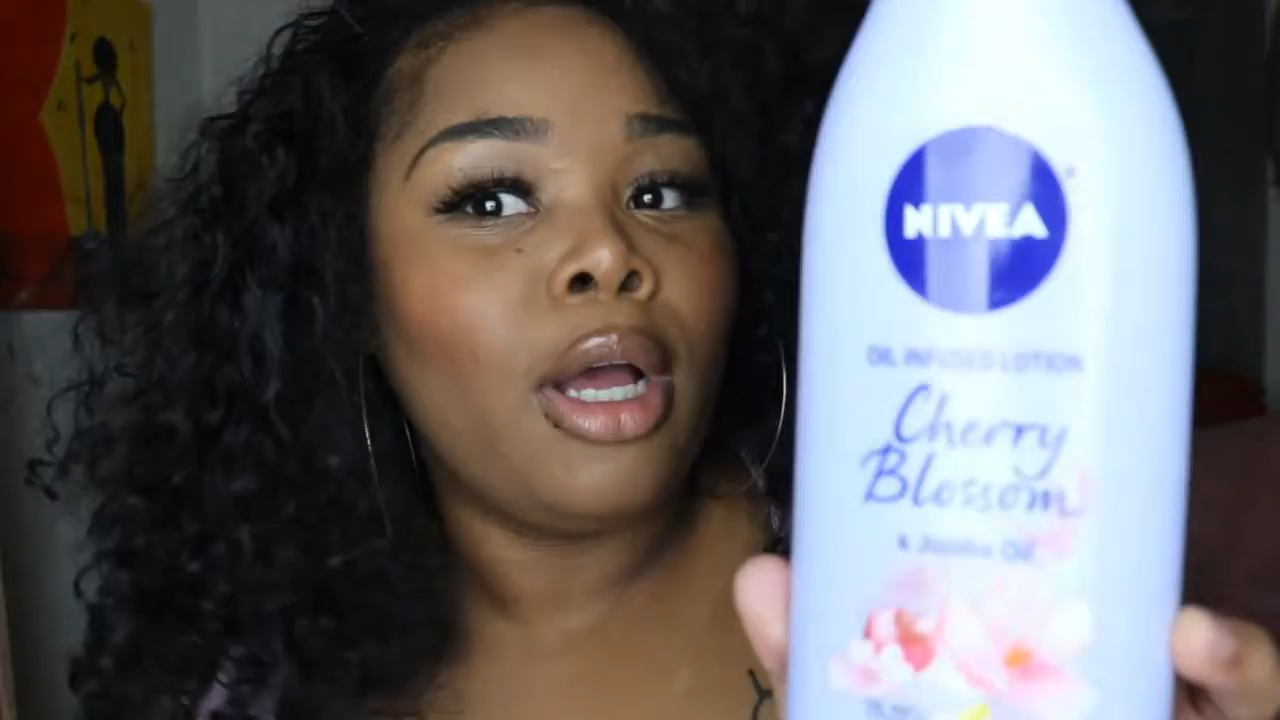 NIVEA
OIL INFUSED LOTION
Cherry
Blossom
& Jojoba Oil